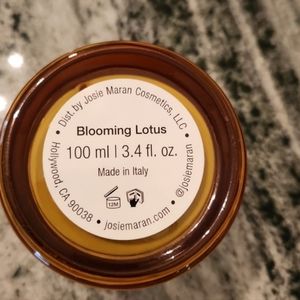 • Dist. by Josie Maran Cosmetics, LLC •
Blooming Lotus
100 ml | 3.4 fl. oz.
Made in Italy
12M
Hollywood, CA 90038 • josiemaran.com • @josiemaran